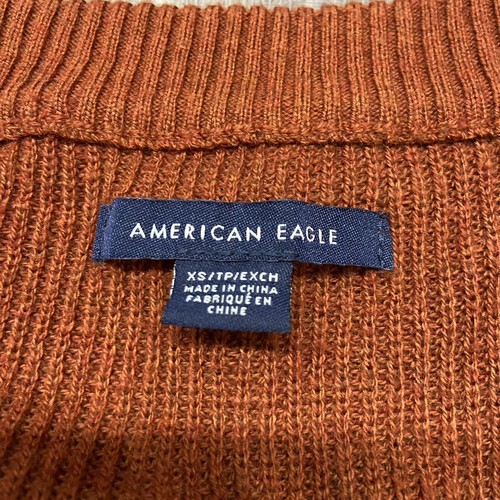 AMERICAN EAGLE
XS/TP/EXCH
MADE IN CHINA
FABRIQUÉ EN
CHINE